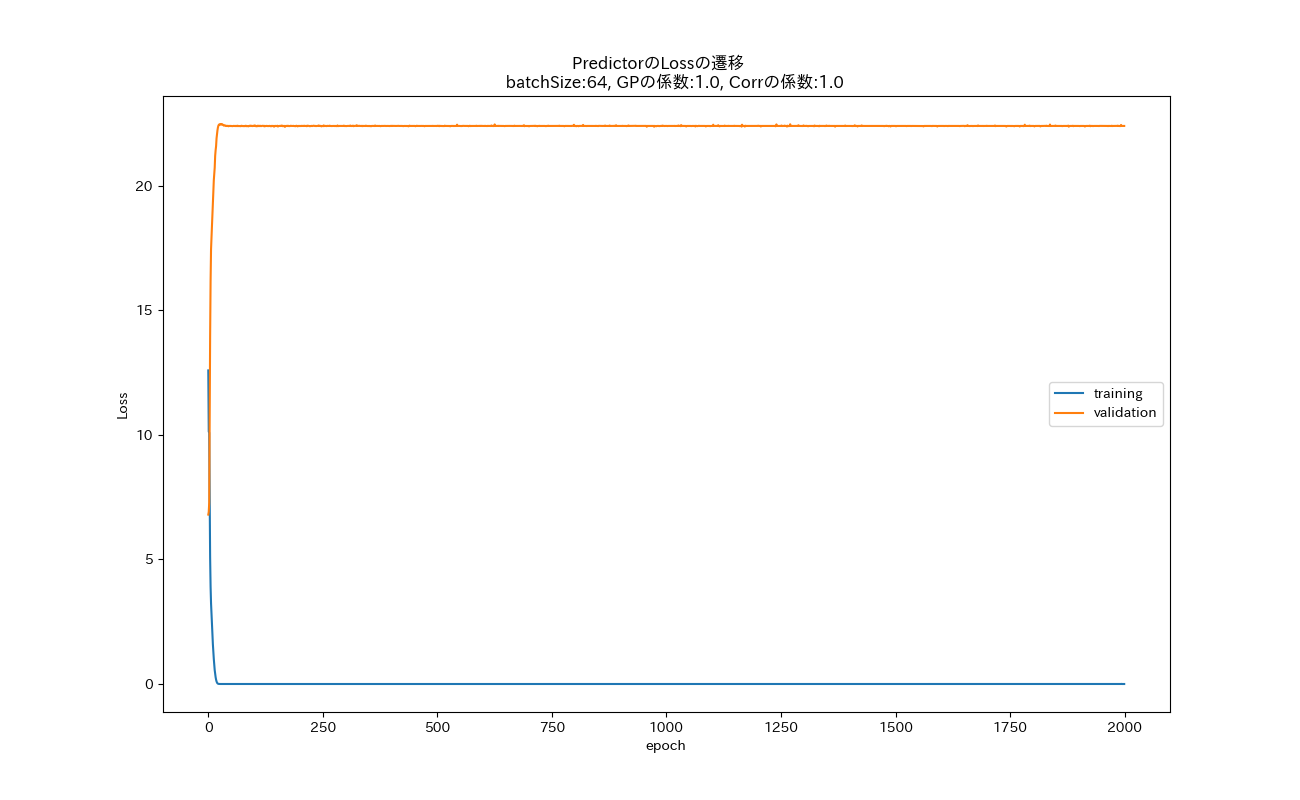 PredictorのLossの遷移
batchSize:64, GPの係数:1.0, Corrの係数:1.0
20
15
10
5
0
Loss
training
validation
0 250 500 750 1000 1250 1500 1750 2000
epoch